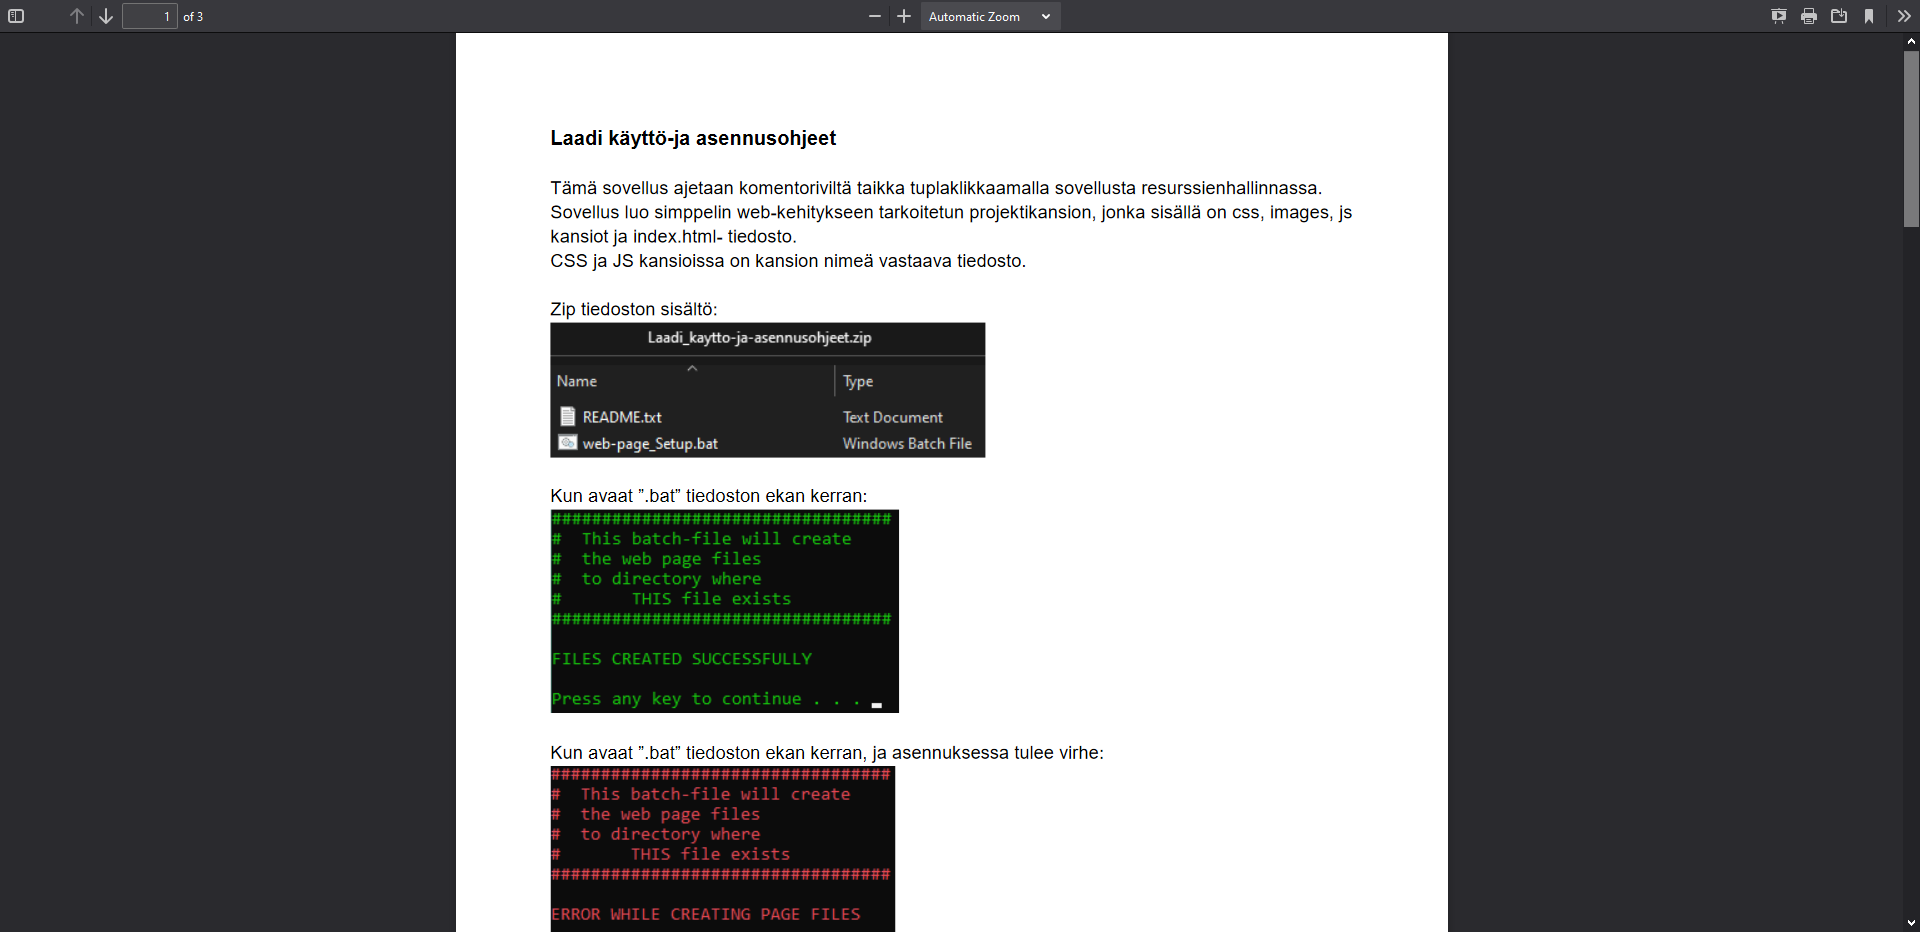 1 of 3 Automatic Zoom
Laadi käyttö-ja asennusohjeet
Tämä sovellus ajetaan komentoriviltä taikka tuplaklikkaamalla sovellusta resurssienhallinnassa.
Sovellus luo simppelin web-kehitykseen tarkoitetun projektikansion, jonka sisällä on css, images, js
kansiot ja index.html- tiedosto.
CSS ja JS kansioissa on kansion nimeä vastaava tiedosto.
Zip tiedoston sisältö:
Laadi_kaytto-ja-asennusohjeet.zip
Name Type
README.txt Text Document
web-page_Setup.bat Windows Batch File
Kun avaat ”.bat” tiedoston ekan kerran:
##################################
# This batch-file will create
# the web page files
# to directory where
# THIS file exists
##################################
FILES CREATED SUCCESSFULLY
Press any key to continue . . .
Kun avaat ”.bat” tiedoston ekan kerran, ja asennuksessa tulee virhe:
##################################
# This batch-file will create
# the web page files
# to directory where
# THIS file exists
##################################
ERROR WHILE CREATING PAGE FILES